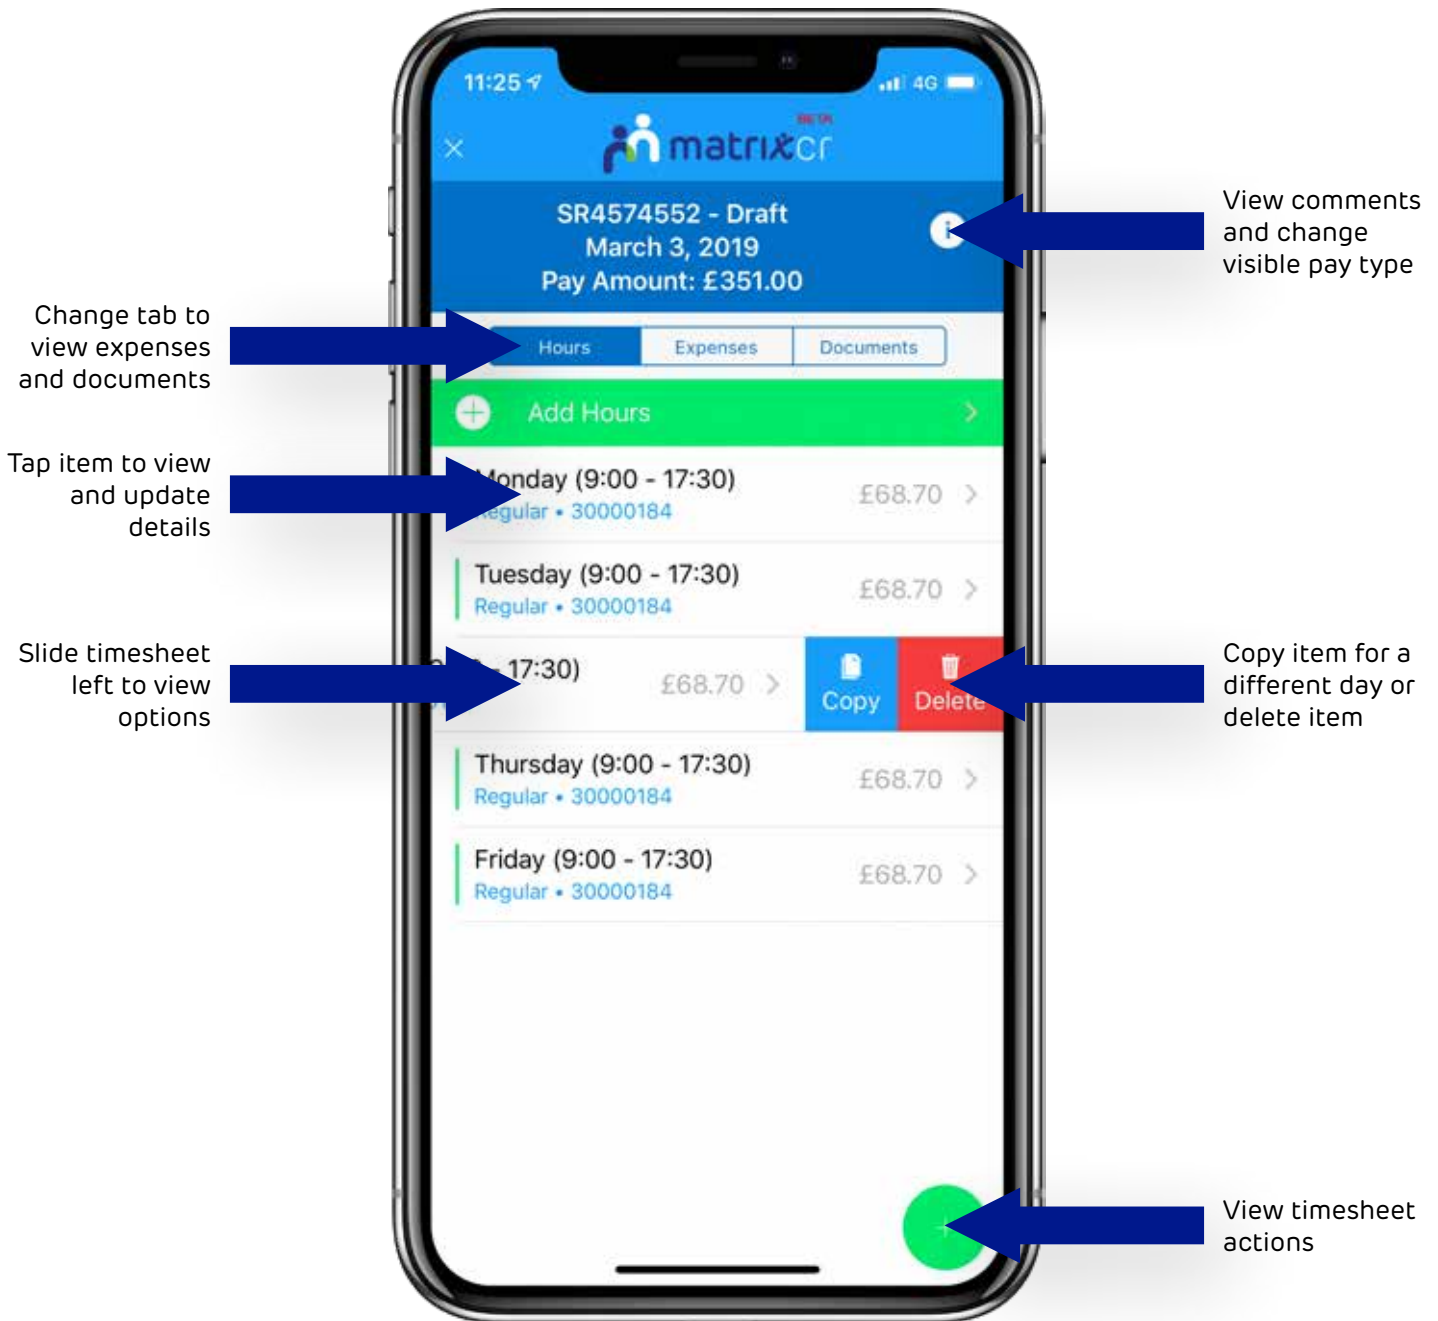 11:25
4G
BETA
matrixcr
SR4574552 - Draft
March 3, 2019
Pay Amount: £351.00
View comments
and change
visible pay type
Change tab to
view expenses
and documents
Hours Expenses Documents
Add Hours
Tap item to view
and update
details
Monday (9:00 - 17:30)
Regular • 30000184
£68.70
Tuesday (9:00 - 17:30)
Regular • 30000184
£68.70
Slide timesheet
left to view
options
- 17:30)
£68.70
Copy
Delete
Copy item for a
different day or
delete item
Thursday (9:00 - 17:30)
Regular • 30000184
£68.70
Friday (9:00 - 17:30)
Regular • 30000184
£68.70
View timesheet
actions